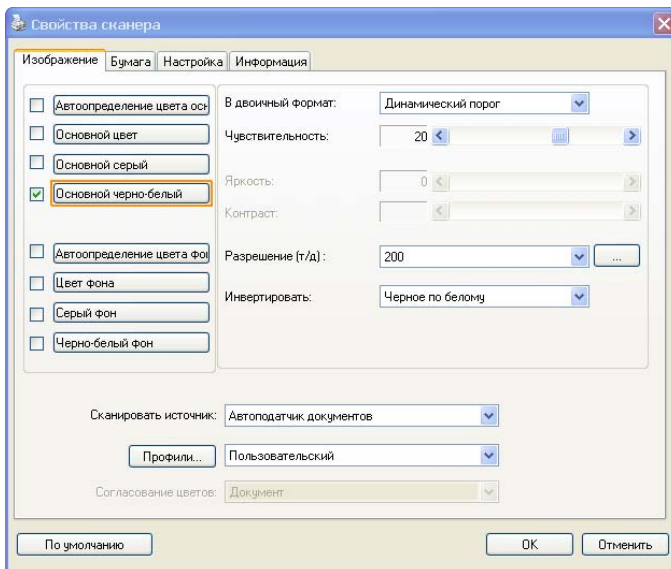 Свойства сканера
Изображение Бумага Настройка Информация
Автоопределение цвета осн
Основной цвет
Основной серый
Основной черно-белый
Автоопределение цвета фон
Цвет фона
Серый фон
Черно-белый фон
В двоичный формат: Динамический порог
Чувствительность: 20
Яркость: 0
Контраст:
Разрешение (т/д) : 200 ...
Инвертировать: Черное по белому
Сканировать источник: Автоподатчик документов
Профили... Пользовательский
Согласование цветов: Документ
По умолчанию OK Отменить